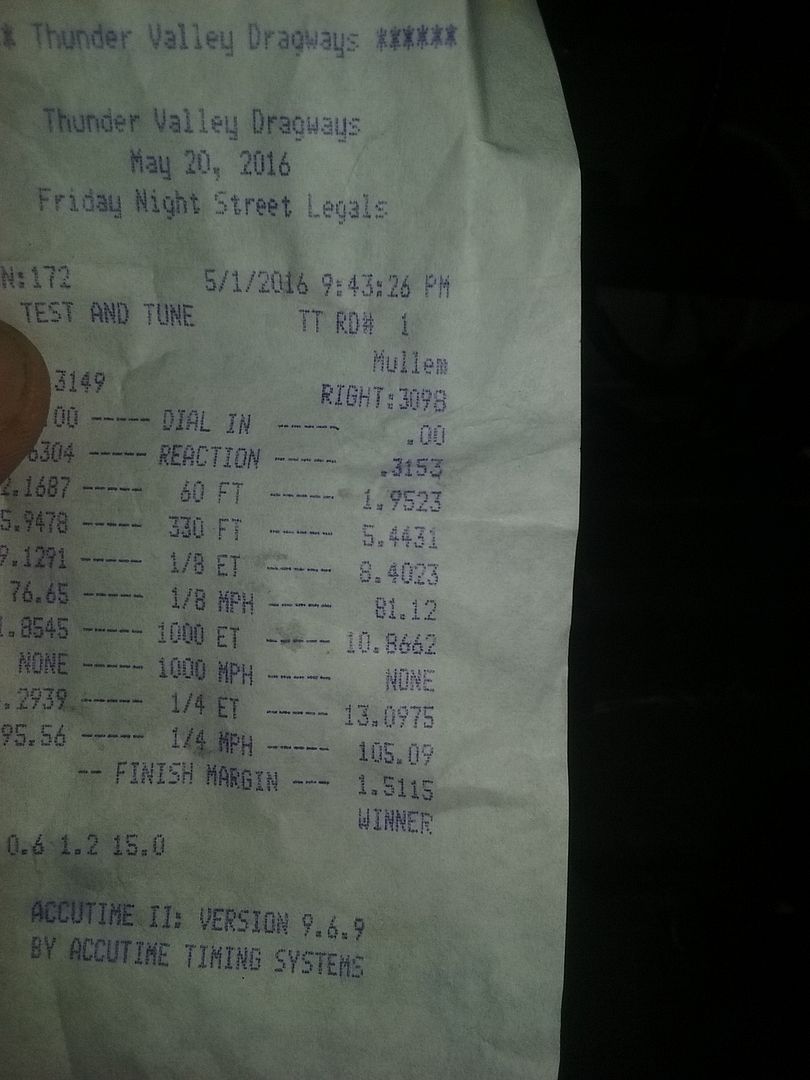 * Thunder Valley Dragways ******
Thunder Valley Dragways
May 20, 2016
Friday Night Street Legals
N:172 5/1/2016 9:43:26 PM
TEST AND TUNE TT RD# 1
Mullem
3149 RIGHT:3098
.00 ----- DIAL IN ----- .00
6304 ----- REACTION ----- .3153
2.1687 ----- 60 FT ----- 1.9523
5.9478 ----- 330 FT ----- 5.4431
9.1291 ----- 1/8 ET ----- 8.4023
76.65 ----- 1/8 MPH ----- 81.12
1.8545 ----- 1000 ET ----- 10.8662
NONE ----- 1000 MPH ----- NONE
.2939 ----- 1/4 ET ----- 13.0975
95.56 ----- 1/4 MPH ----- 105.09
-- FINISH MARGIN --- 1.5115
WINNER
0.6 1.2 15.0
ACCUTIME II: VERSION 9.6.9
BY ACCUTIME TIMING SYSTEMS